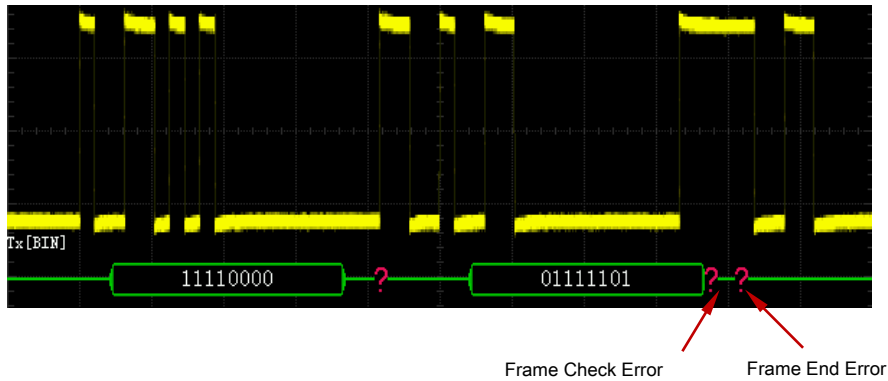 Tx[BIN]
11110000 ? 01111101 ? ?
Frame Check Error Frame End Error